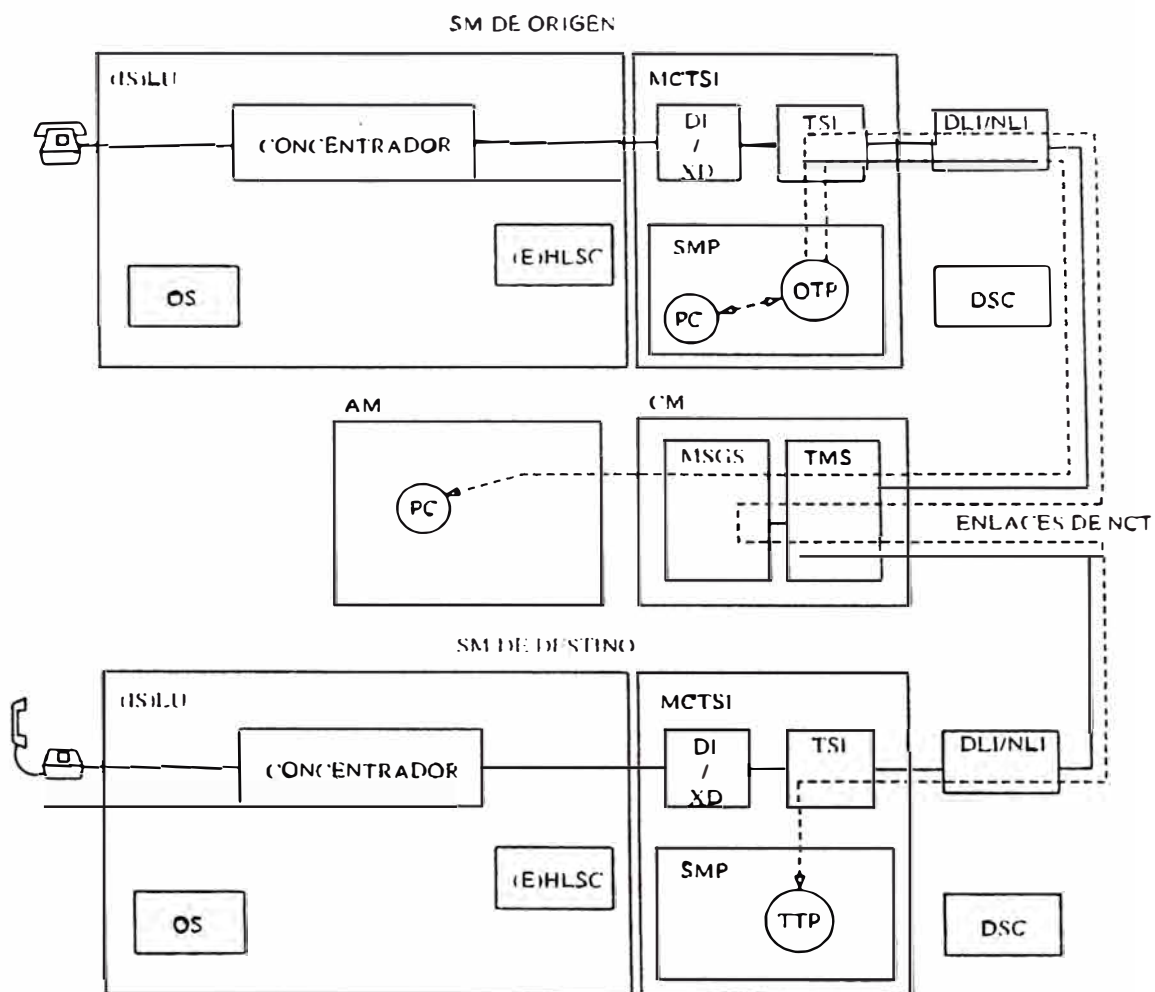 SM DE ORIGEN
(IS)LU
MCTSI
CONCENTRADOR
DI
/
XD
TSI
DLI/NLI
(E)HLSC
SMP
OS
PC
OTP
DSC
AM
CM
MSGS
TMS
PC
ENLACES DE NCT
SM DE DESTINO
(IS)LU
MCTSI
CONCENTRADOR
DI
/
XD
TSI
DLI/NLI
(E)HLSC
SMP
OS
TTP
DSC